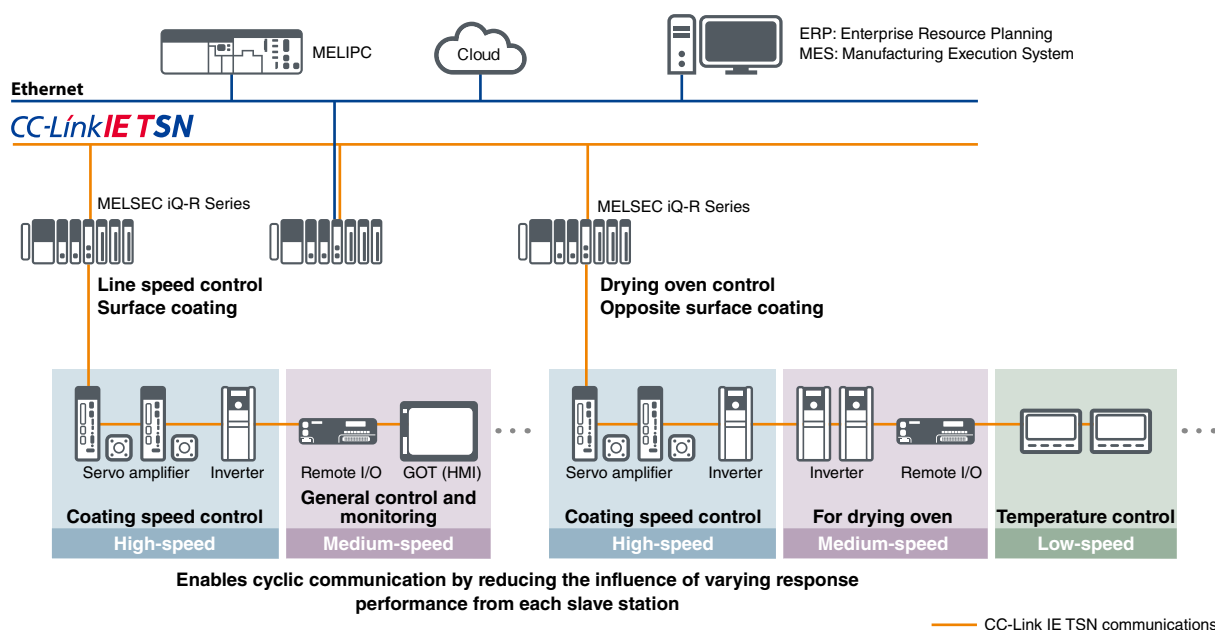 MELIPC
Cloud
ERP: Enterprise Resource Planning
MES: Manufacturing Execution System
Ethernet
CC-Link IE TSN
MELSEC iQ-R Series
MELSEC iQ-R Series
Line speed control
Surface coating
Drying oven control
Opposite surface coating
Servo amplifier
Inverter
Remote I/O
GOT (HMI)
Servo amplifier
Inverter
Inverter
Remote I/O
Coating speed control
General control and
monitoring
Coating speed control
For drying oven
Temperature control
High-speed
Medium-speed
High-speed
Medium-speed
Low-speed
Enables cyclic communication by reducing the influence of varying response
performance from each slave station
CC-Link IE TSN communications